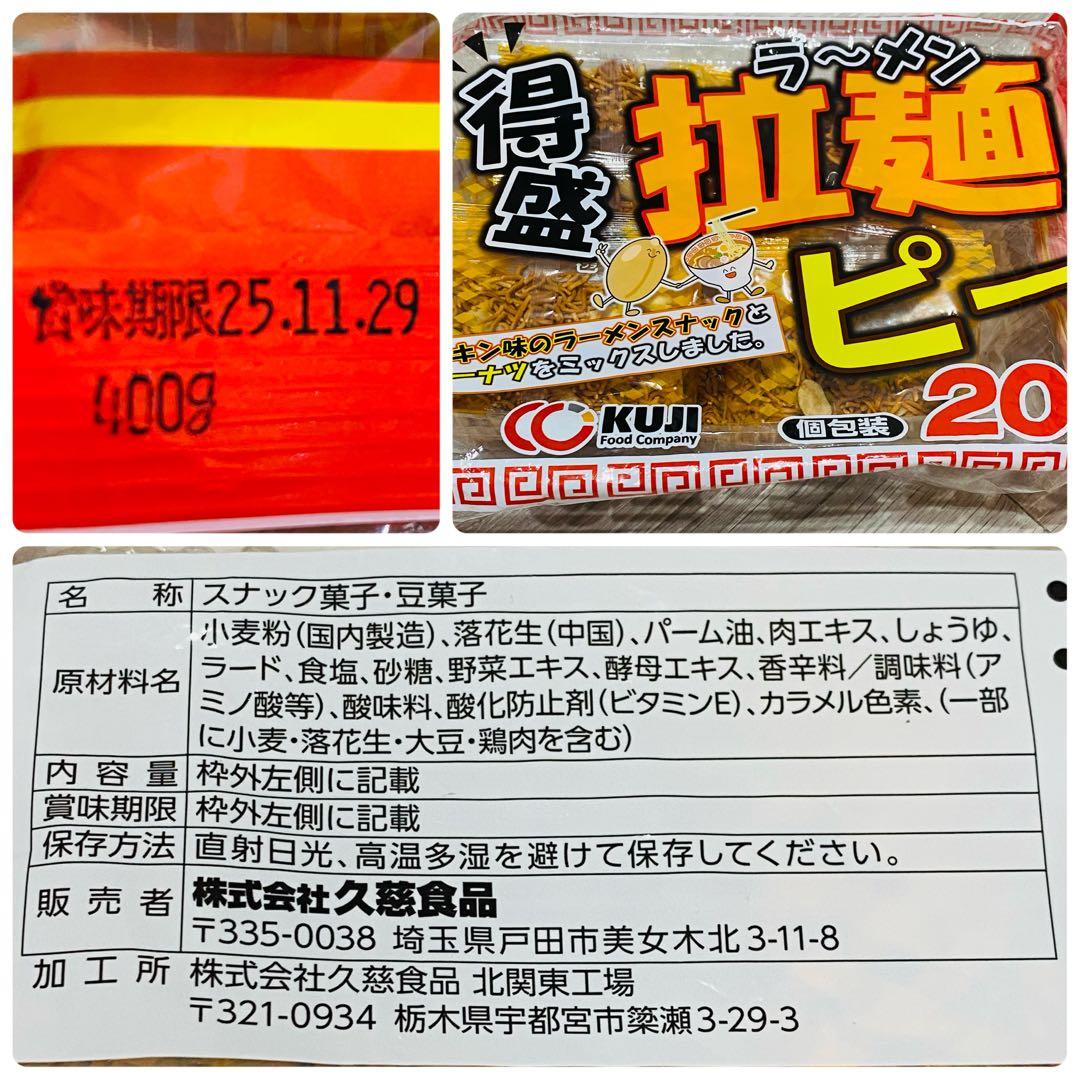 賞味期限25.11.29
400g
得盛
ラ〜メン
拉麺
ピー
キン味のラーメンスナックと
ーナツをミックスしました。
KUJI
Food Company
個包装
20
名称 スナック菓子・豆菓子
原材料名 小麦粉(国内製造)、落花生(中国)、パーム油、肉エキス、しょうゆ、
ラード、食塩、砂糖、野菜エキス、酵母エキス、香辛料/調味料(ア
ミノ酸等)、酸味料、酸化防止剤(ビタミンE)、カラメル色素、(一部
に小麦・落花生・大豆・鶏肉を含む)
内容量 枠外左側に記載
賞味期限 枠外左側に記載
保存方法 直射日光、高温多湿を避けて保存してください。
販売者 株式会社久慈食品
〒335-0038 埼玉県戸田市美女木北3-11-8
加工所 株式会社久慈食品 北関東工場
〒321-0934 栃木県宇都宮市簗瀬3-29-3